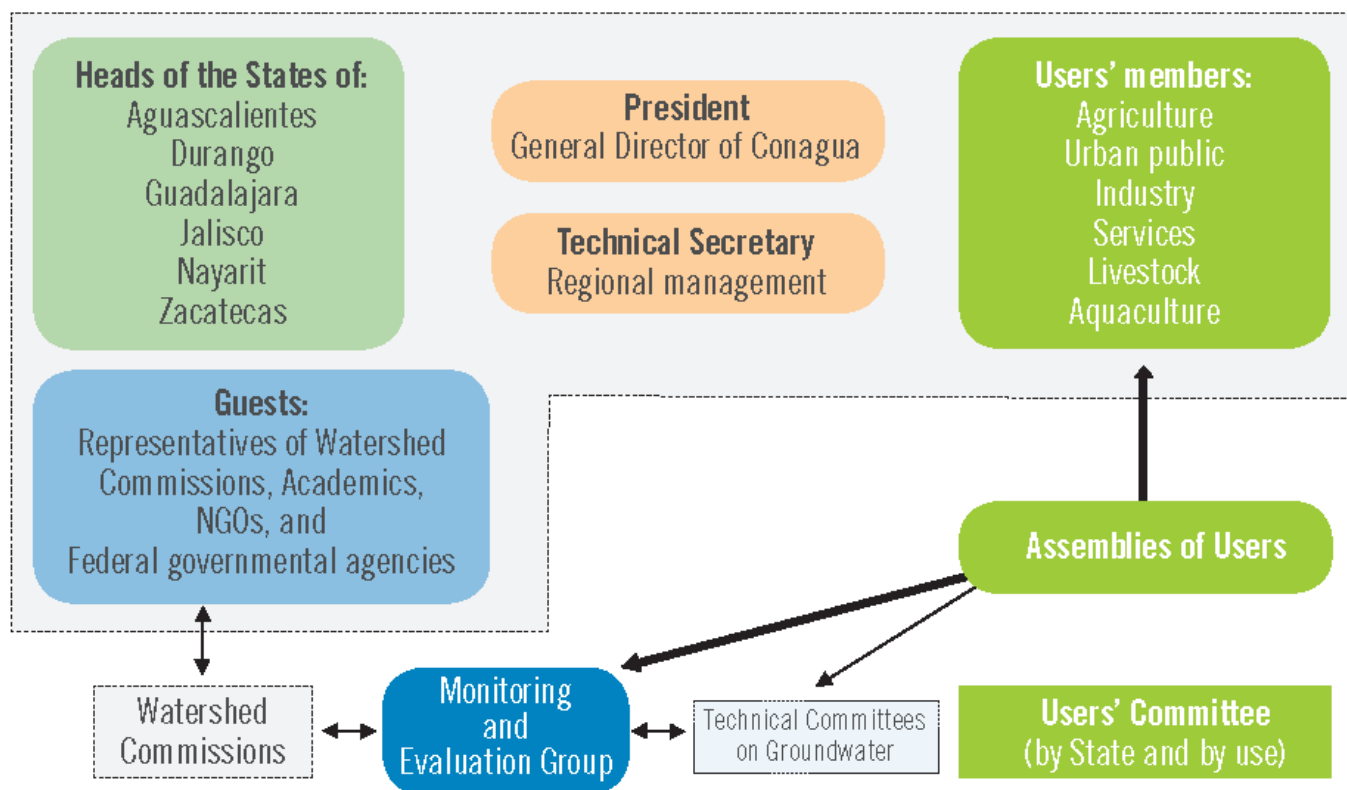 Heads of the States of:
Aguascalientes
Durango
Guadalajara
Jalisco
Nayarit
Zacatecas
President
General Director of Conagua
Technical Secretary
Regional management
Users’ members:
Agriculture
Urban public
Industry
Services
Livestock
Aquaculture
Guests:
Representatives of Watershed
Commissions, Academics,
NGOs, and
Federal governmental agencies
Assemblies of Users
Watershed
Commissions
Monitoring
and
Evaluation Group
Technical Committees
on Groundwater
Users’ Committee
(by State and by use)